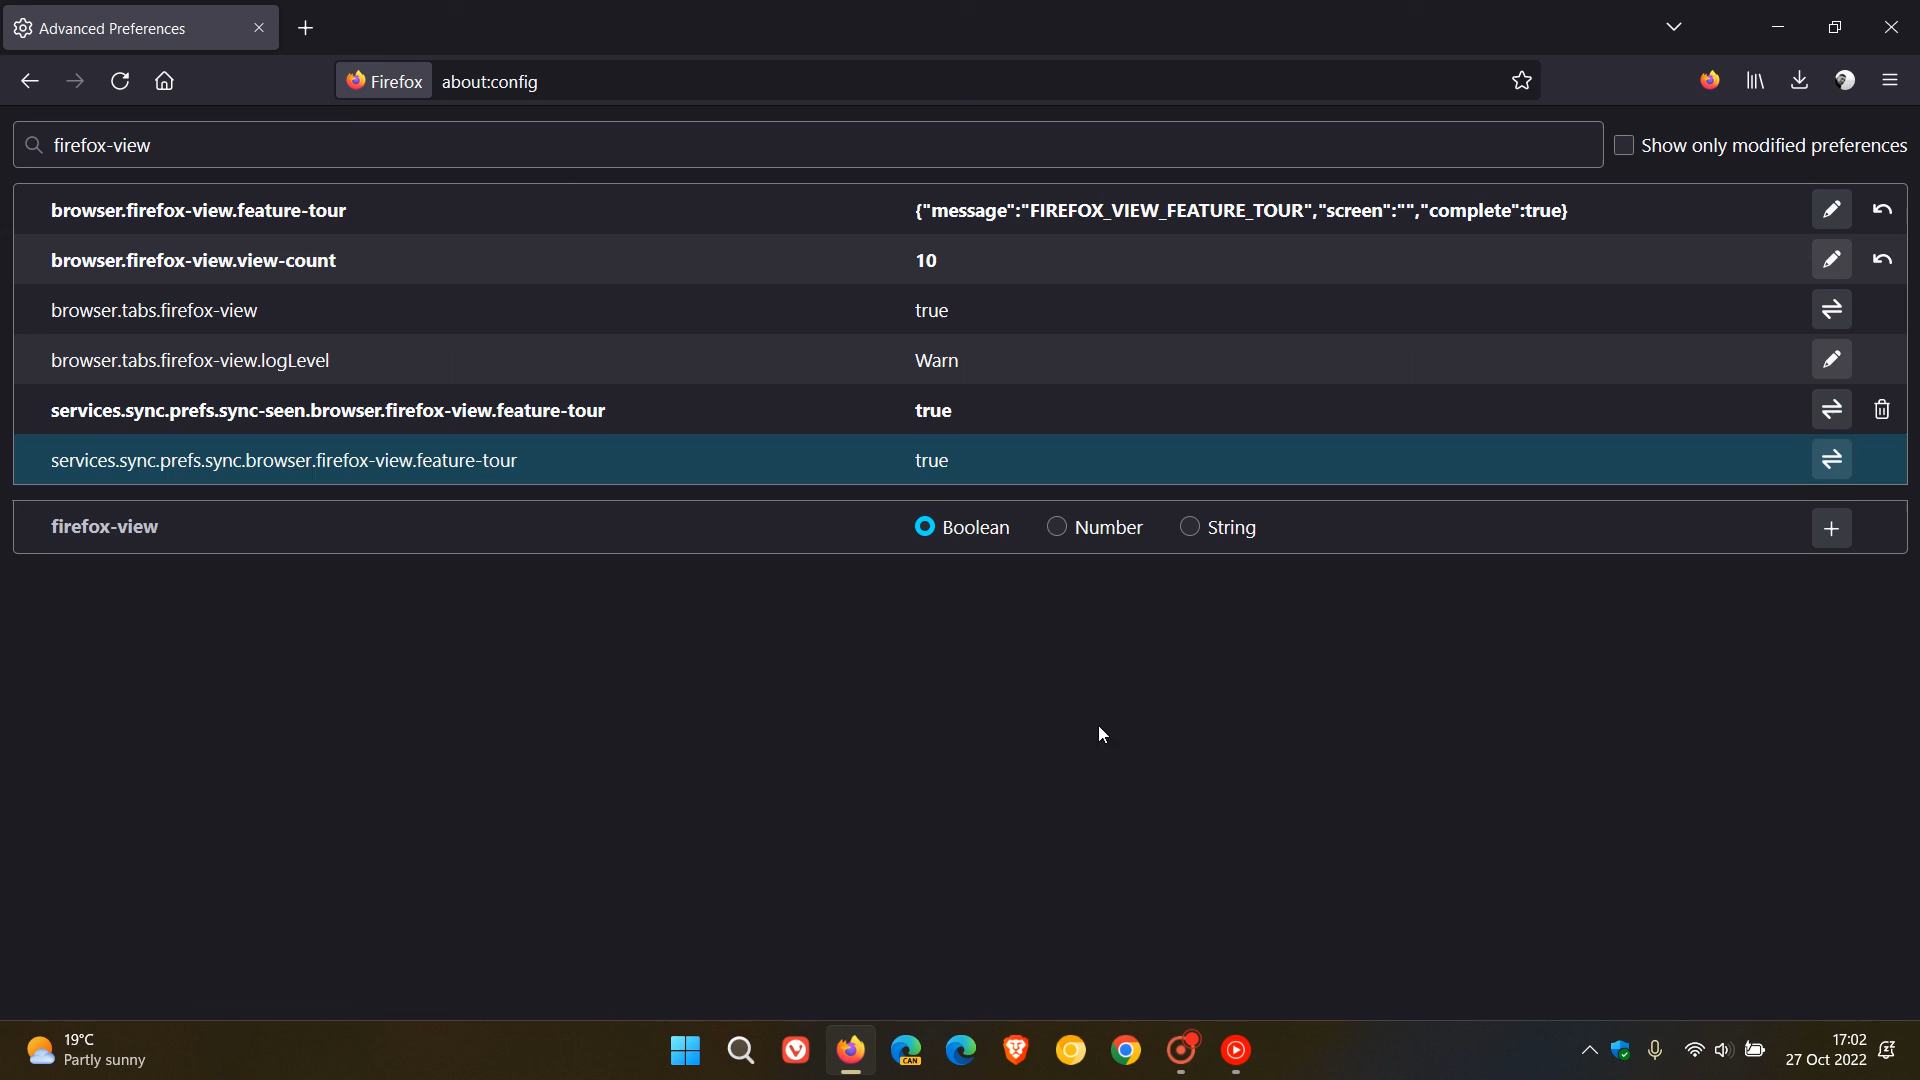 Advanced Preferences
Firefox about:config
firefox-view
Show only modified preferences
browser.firefox-view.feature-tour {"message":"FIREFOX_VIEW_FEATURE_TOUR","screen":"","complete":true}
browser.firefox-view.view-count 10
browser.tabs.firefox-view true
browser.tabs.firefox-view.logLevel Warn
services.sync.prefs.sync-seen.browser.firefox-view.feature-tour true
services.sync.prefs.sync.browser.firefox-view.feature-tour true
firefox-view Boolean Number String
19°C
Partly sunny
CAN
17:02
27 Oct 2022